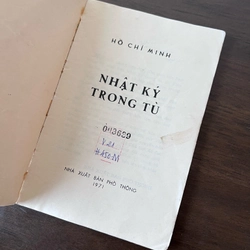 HỒ CHÍ MINH
NHẬT KÝ
TRONG TÙ
NHÀ XUẤT BẢN PHỔ THÔNG
1971